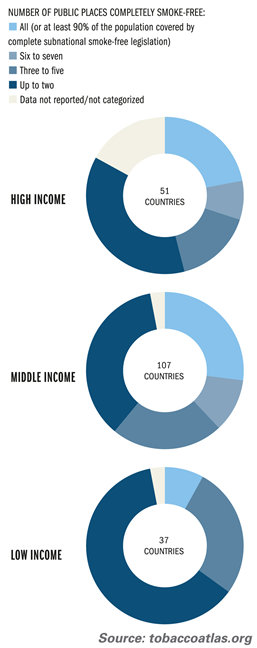 NUMBER OF PUBLIC PLACES COMPLETELY SMOKE-FREE:
All (or at least 90% of the population covered by
complete subnational smoke-free legislation)
Six to seven
Three to five
Up to two
Data not reported/not categorized
HIGH INCOME
51
COUNTRIES
MIDDLE INCOME
107
COUNTRIES
LOW INCOME
37
COUNTRIES
Source: tobaccoatlas.org